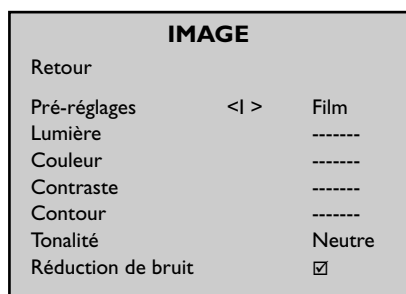 IMAGE
Retour
Pré-réglages <I > Film
Lumière -------
Couleur -------
Contraste -------
Contour -------
Tonalité Neutre
Réduction de bruit ☑